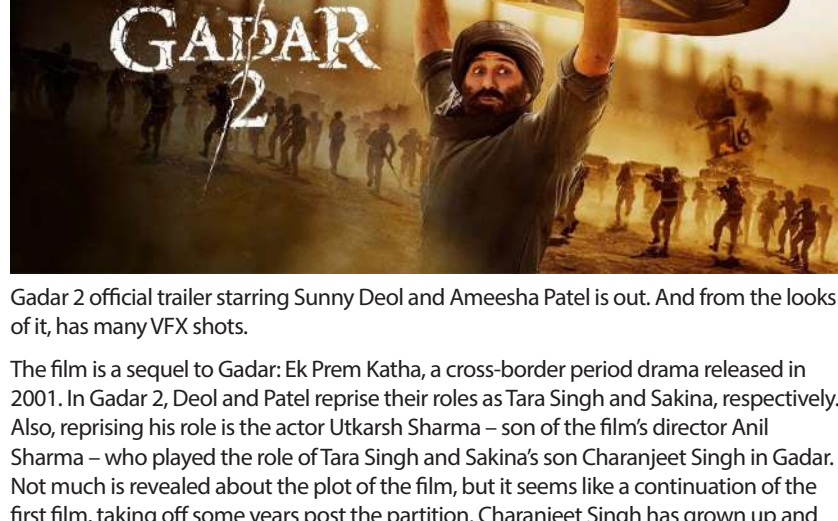 GADAR
2
Gadar 2 official trailer starring Sunny Deol and Ameesha Patel is out. And from the looks
of it, has many VFX shots.
The film is a sequel to Gadar: Ek Prem Katha, a cross-border period drama released in
2001. In Gadar 2, Deol and Patel reprise their roles as Tara Singh and Sakina, respectively.
Also, reprising his role is the actor Utkarsh Sharma – son of the film's director Anil
Sharma – who played the role of Tara Singh and Sakina's son Charanjeet Singh in Gadar.
Not much is revealed about the plot of the film, but it seems like a continuation of the
first film, taking off some years post the partition. Charanjeet Singh has grown up and